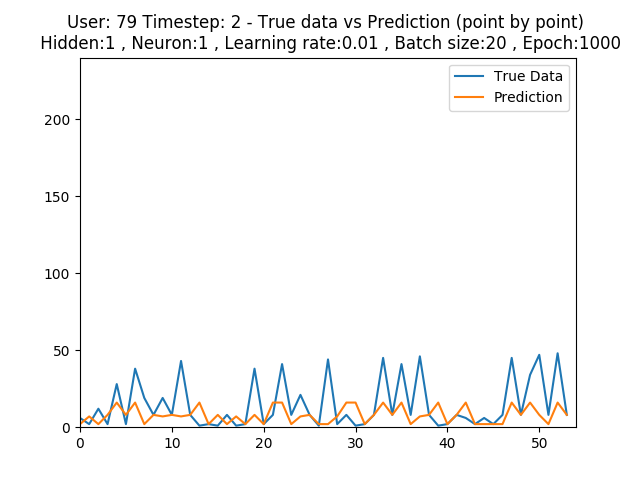 User: 79 Timestep: 2 - True data vs Prediction (point by point)
Hidden:1 , Neuron:1 , Learning rate:0.01 , Batch size:20 , Epoch:1000
True Data
Prediction
200
150
100
50
0
0 10 20 30 40 50